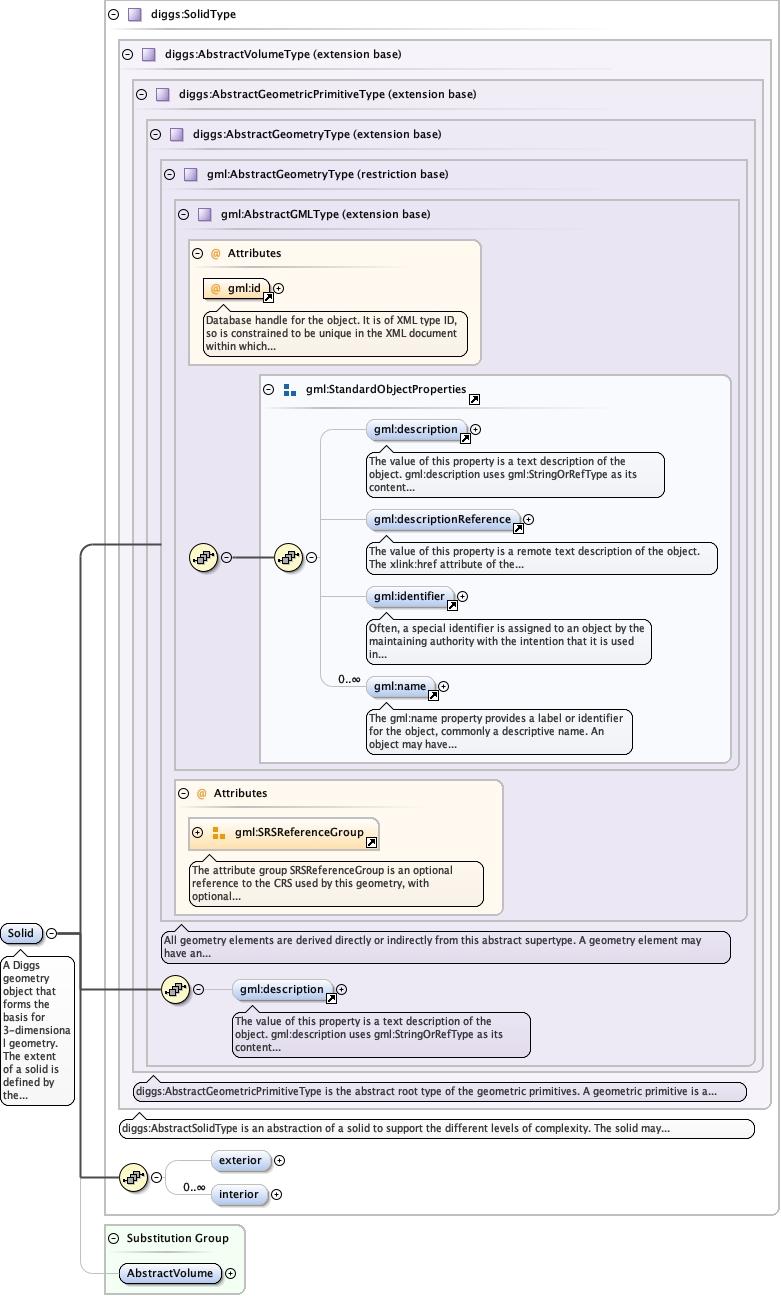 diggs:SolidType
diggs:AbstractVolumeType (extension base)
diggs:AbstractGeometricPrimitiveType (extension base)
diggs:AbstractGeometryType (extension base)
gml:AbstractGeometryType (restriction base)
gml:AbstractGMLType (extension base)
@ Attributes
@ gml:id
Database handle for the object. It is of XML type ID,
so is constrained to be unique in the XML document
within which...
gml:StandardObjectProperties
gml:description
The value of this property is a text description of the
object. gml:description uses gml:StringOrRefType as its
content...
gml:descriptionReference
The value of this property is a remote text description of the object.
The xlink:href attribute of the...
gml:identifier
Often, a special identifier is assigned to an object by the
maintaining authority with the intention that it is used
in...
0..∞
gml:name
The gml:name property provides a label or identifier
for the object, commonly a descriptive name. An
object may have...
@ Attributes
gml:SRSReferenceGroup
The attribute group SRSReferenceGroup is an optional
reference to the CRS used by this geometry, with
optional...
All geometry elements are derived directly or indirectly from this abstract supertype. A geometry element may
have an...
Solid
A Diggs
geometry
object that
forms the
basis for
3-dimensiona
l geometry.
The extent
of a solid is
defined by
the...
gml:description
The value of this property is a text description of the
object. gml:description uses gml:StringOrRefType as its
content...
diggs:AbstractGeometricPrimitiveType is the abstract root type of the geometric primitives. A geometric primitive is a...
diggs:AbstractSolidType is an abstraction of a solid to support the different levels of complexity. The solid may...
exterior
0..∞
interior
Substitution Group
AbstractVolume